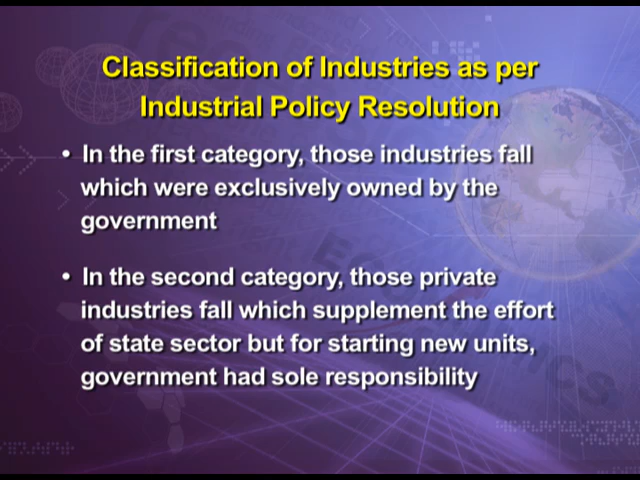 Classification of Industries as per
Industrial Policy Resolution
• In the first category, those industries fall
which were exclusively owned by the
government
• In the second category, those private
industries fall which supplement the effort
of state sector but for starting new units,
government had sole responsibility